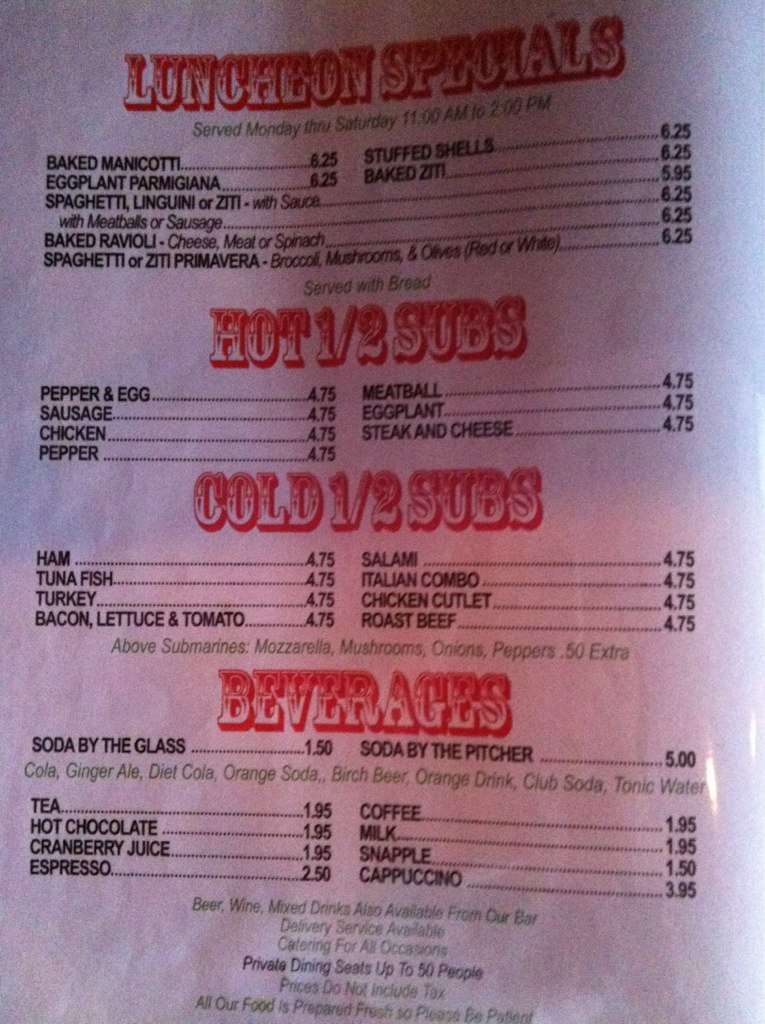 LUNCHEON SPECIALS
Served Monday thru Saturday 11:00 AM to 2:00 PM
BAKED MANICOTTI 6.25
EGGPLANT PARMIGIANA 6.25
STUFFED SHELLS 6.25
BAKED ZITI 6.25
SPAGHETTI, LINGUINI or ZITI - with Sauce 5.95
with Meatballs or Sausage 6.25
BAKED RAVIOLI - Cheese, Meat or Spinach 6.25
SPAGHETTI or ZITI PRIMAVERA - Broccoli, Mushrooms, & Olives (Red or White) 6.25
Served with Bread
HOT 1/2 SUBS
PEPPER & EGG 4.75
SAUSAGE 4.75
CHICKEN 4.75
PEPPER 4.75
MEATBALL 4.75
EGGPLANT 4.75
STEAK AND CHEESE 4.75
COLD 1/2 SUBS
HAM 4.75
TUNA FISH 4.75
TURKEY 4.75
BACON, LETTUCE & TOMATO 4.75
SALAMI 4.75
ITALIAN COMBO 4.75
CHICKEN CUTLET 4.75
ROAST BEEF 4.75
Above Submarines: Mozzarella, Mushrooms, Onions, Peppers .50 Extra
BEVERAGES
SODA BY THE GLASS 1.50
SODA BY THE PITCHER 5.00
Cola, Ginger Ale, Diet Cola, Orange Soda,, Birch Beer, Orange Drink, Club Soda, Tonic Water
TEA 1.95
HOT CHOCOLATE 1.95
CRANBERRY JUICE 1.95
ESPRESSO 2.50
COFFEE 1.95
MILK 1.95
SNAPPLE 1.50
CAPPUCCINO 3.95
Beer, Wine, Mixed Drinks Also Available From Our Bar
Delivery Service Available
Catering For All Occasions
Private Dining Seats Up To 50 People
Prices Do Not Include Tax
All Our Food Is Prepared Fresh so Please Be Patient